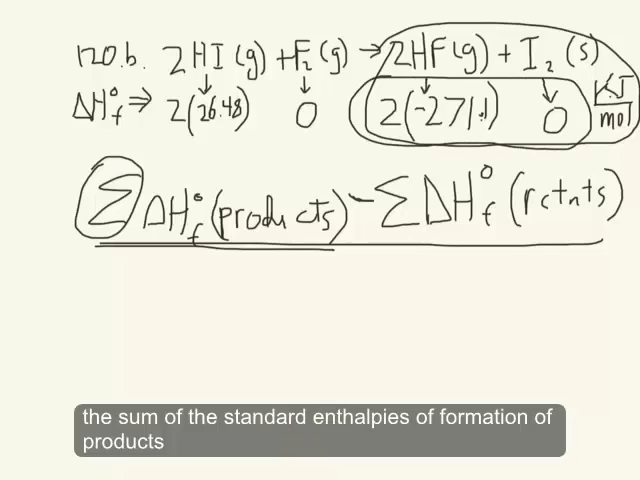 120.b. 2HI(g) + F₂(g) → 2HF(g) + I₂(s)
ΔH°f ⇒ 2(26.48) 0 2(-271.1) 0 KJ/mol
Σ ΔH°f (products) - Σ ΔH°f (rctnts)
the sum of the standard enthalpies of formation of
products